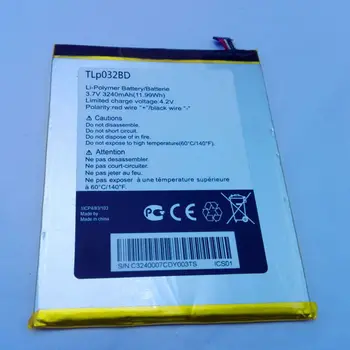 TLp032BD
Li-Polymer Battery/Batterie
3.7V 3240mAh(11.99Wh)
Limited charge voltage:4.2V
Polarity red wire "+"/black wire "-"
Caution:
Do not disassemble.
Do not short-circuit.
Do not dispose of in fire.
Do not expose to high temperature(60°C/140°F).
Attention:
Ne pas desassembler.
Ne pas court-circuiter.
Ne pas jeter au feu.
Ne pas exposer à une température supérieure
à 60°C/140°F.
Made in china
S/N:C3240007CDY003TS
ICS01